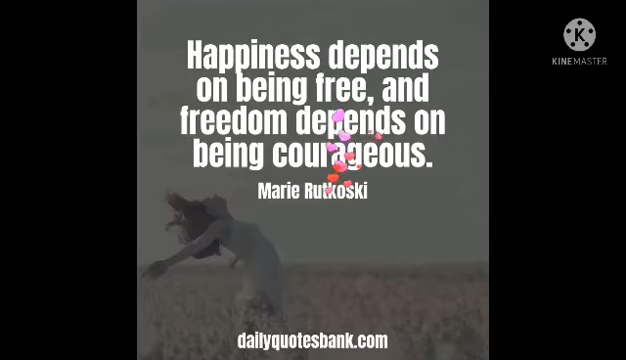 Happiness depends
on being free, and
freedom depends on
being courageous.
Marie Rutkoski
dailyquotesbank.com
K
KINEMASTER